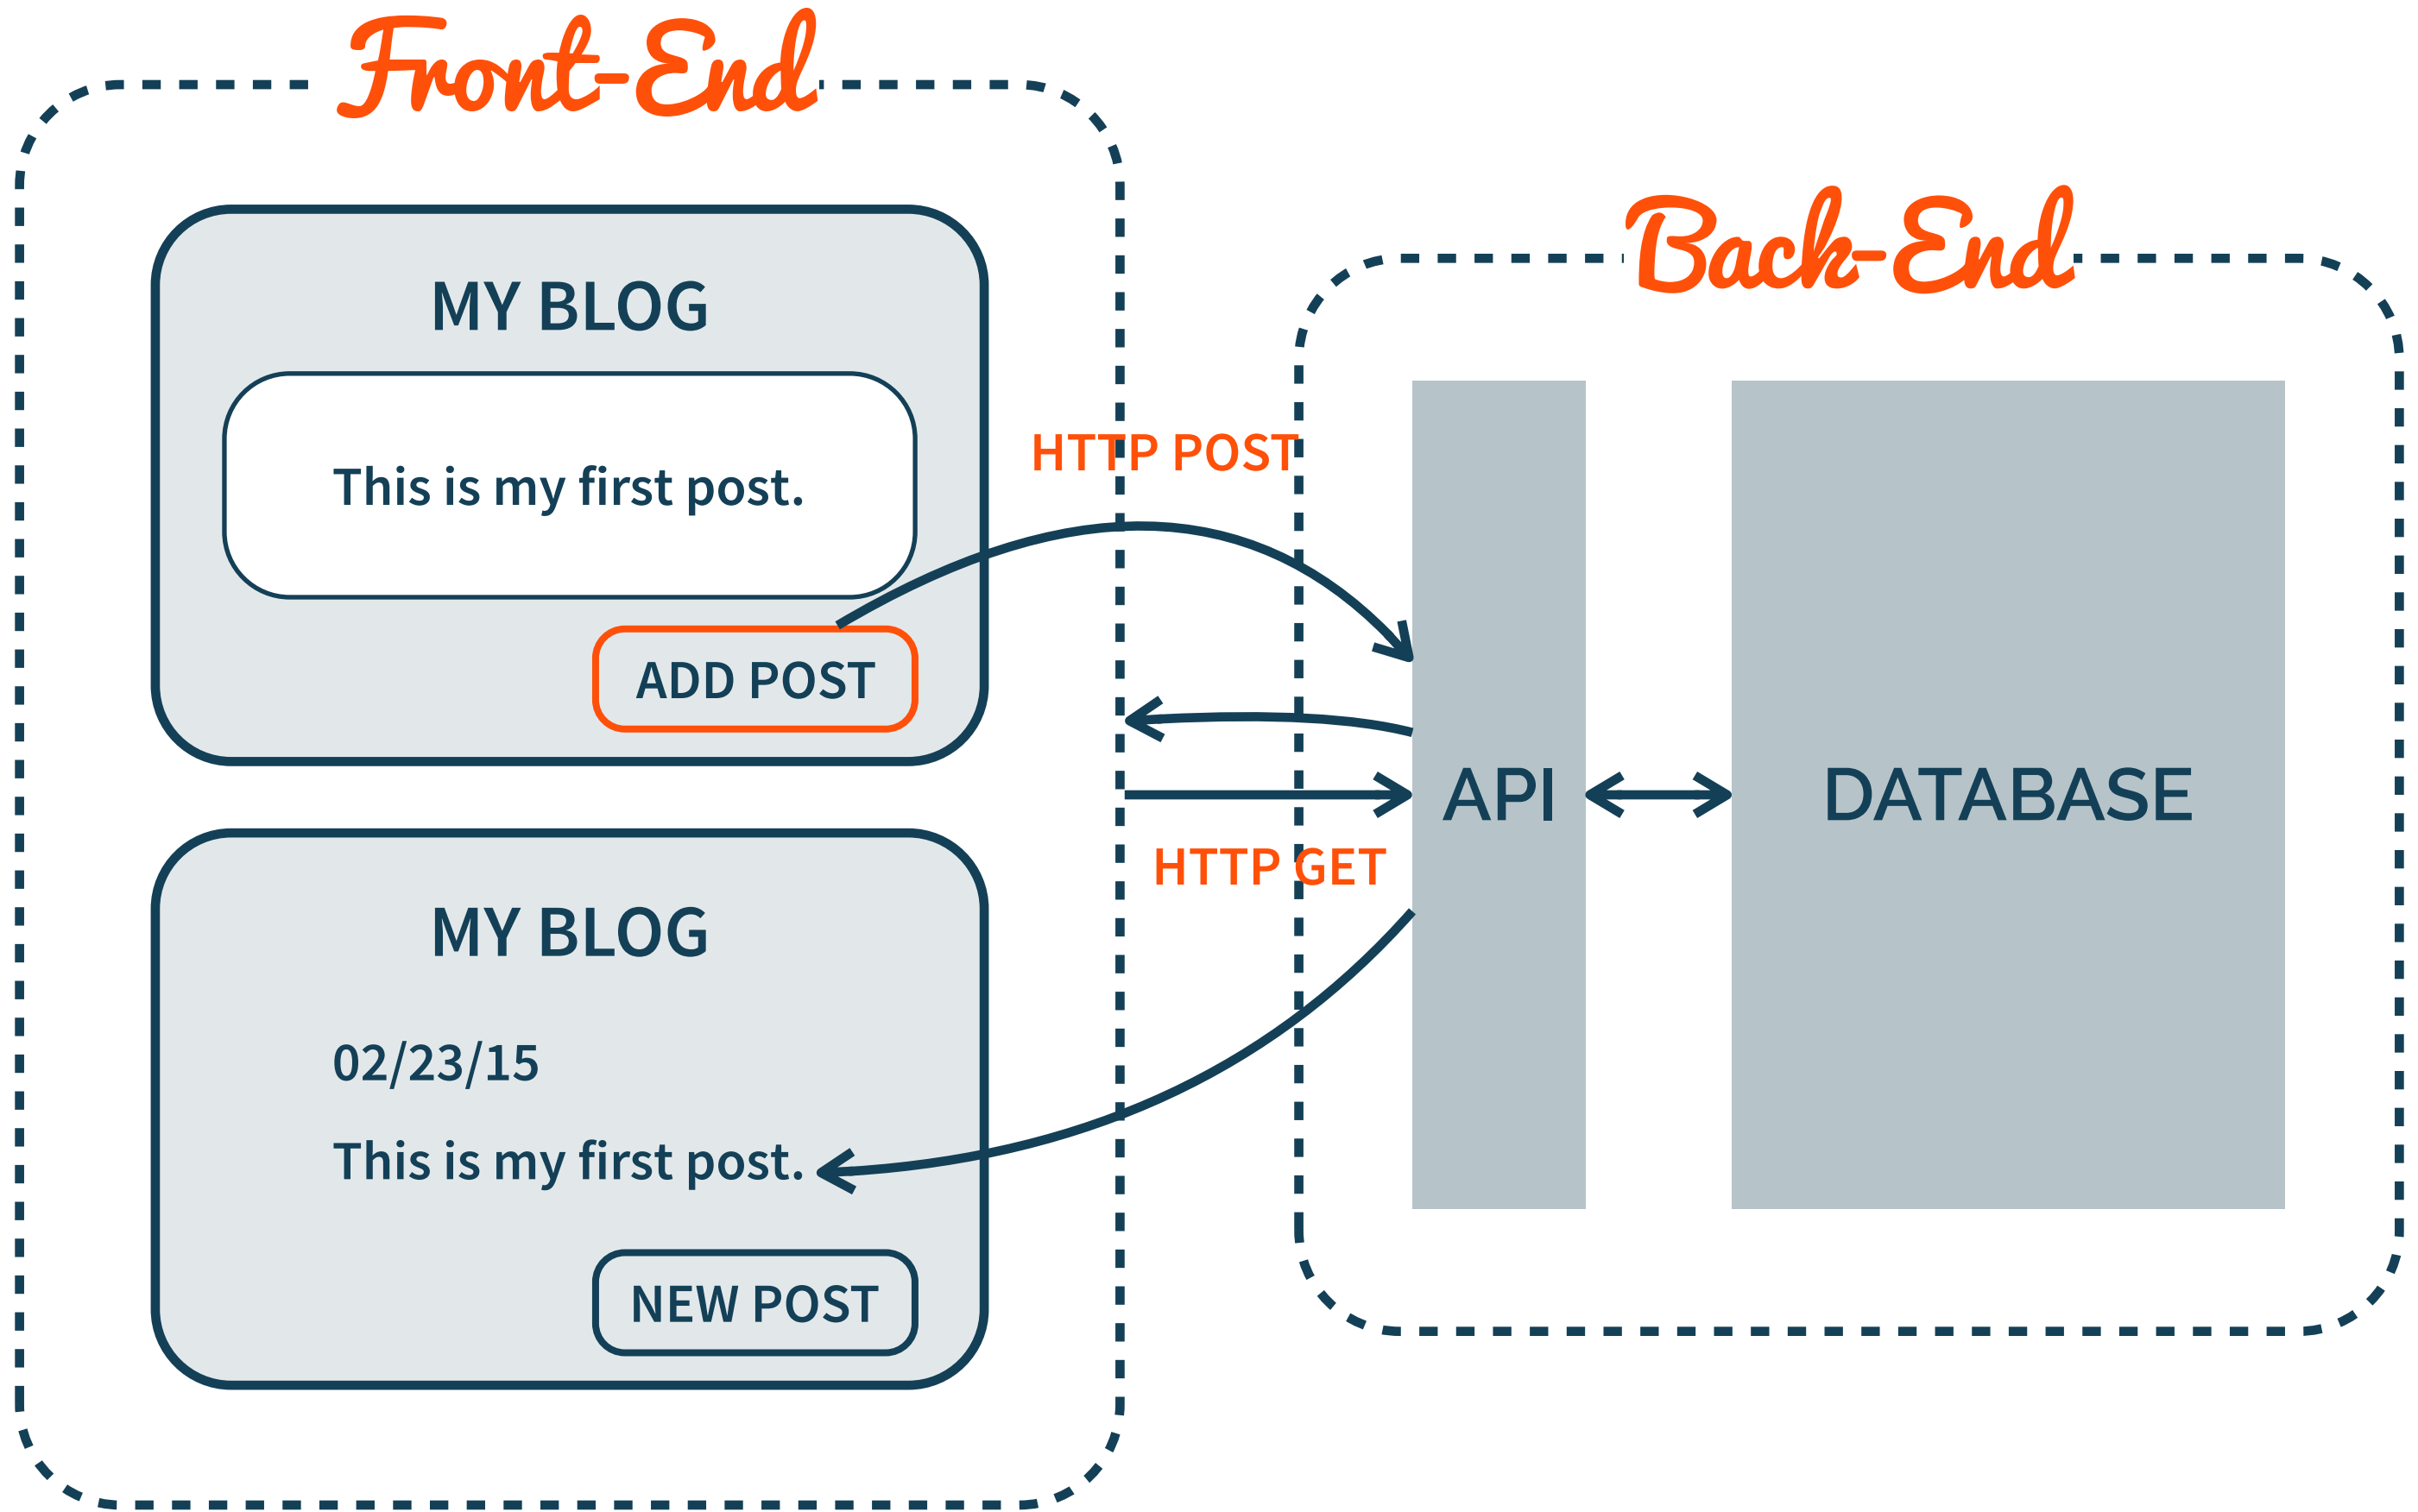 Front-End
MY BLOG
This is my first post.
ADD POST
MY BLOG
02/23/15
This is my first post.
NEW POST
HTTP POST
HTTP GET
Back-End
API
DATABASE